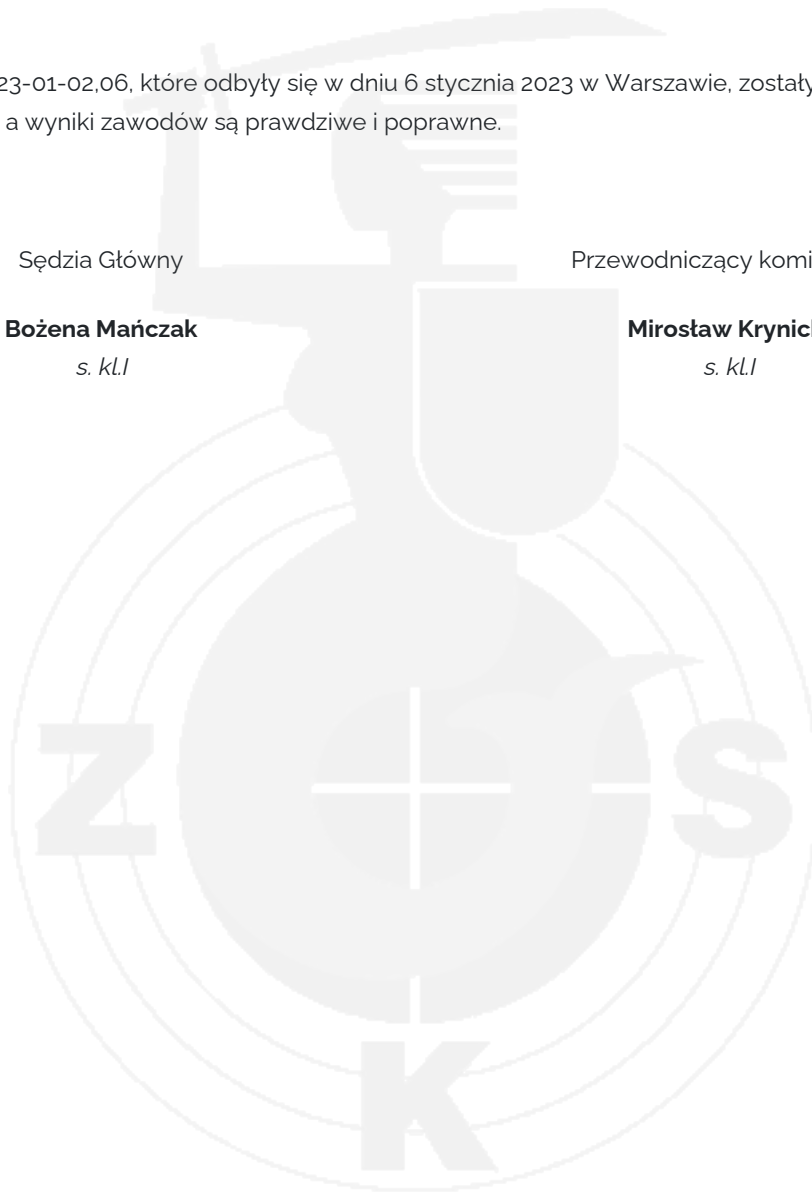 23-01-02,06, które odbyły się w dniu 6 stycznia 2023 w Warszawie, zostały
a wyniki zawodów są prawdziwe i poprawne.
Sędzia Główny Przewodniczący komi
Bożena Mańczak Mirosław Krynic
s. kl.I s. kl.I
Z S
K